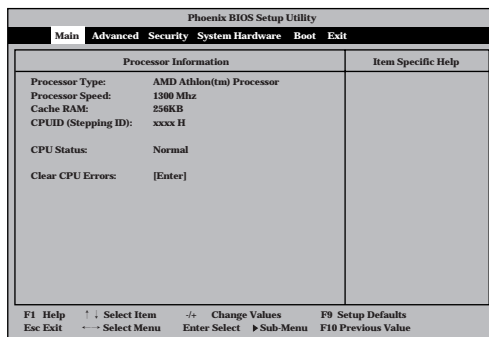 Phoenix BIOS Setup Utility
Main Advanced Security System Hardware Boot Exit
Processor Information
Item Specific Help
Processor Type: AMD Athlon(tm) Processor
Processor Speed: 1300 Mhz
Cache RAM: 256KB
CPUID (Stepping ID): xxxx H
CPU Status: Normal
Clear CPU Errors: [Enter]
F1 Help ↑↓ Select Item -/+ Change Values F9 Setup Defaults
Esc Exit ←→ Select Menu Enter Select ▶Sub-Menu F10 Previous Value